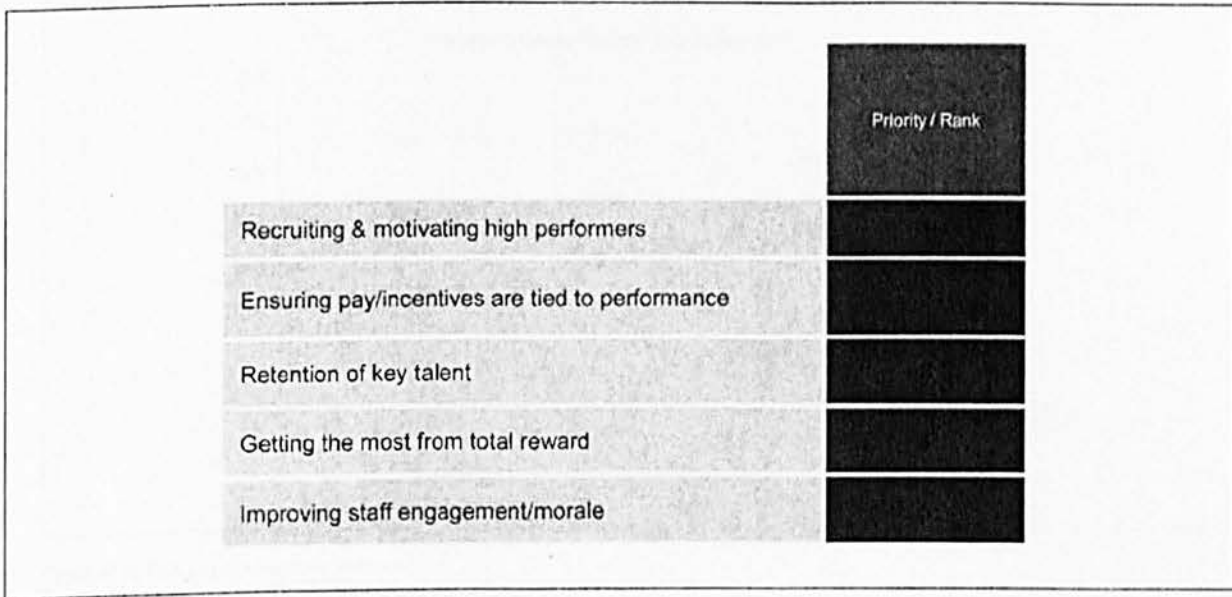 Priority / Rank
Recruiting & motivating high performers
Ensuring pay/incentives are tied to performance
Retention of key talent
Getting the most from total reward
Improving staff engagement/morale